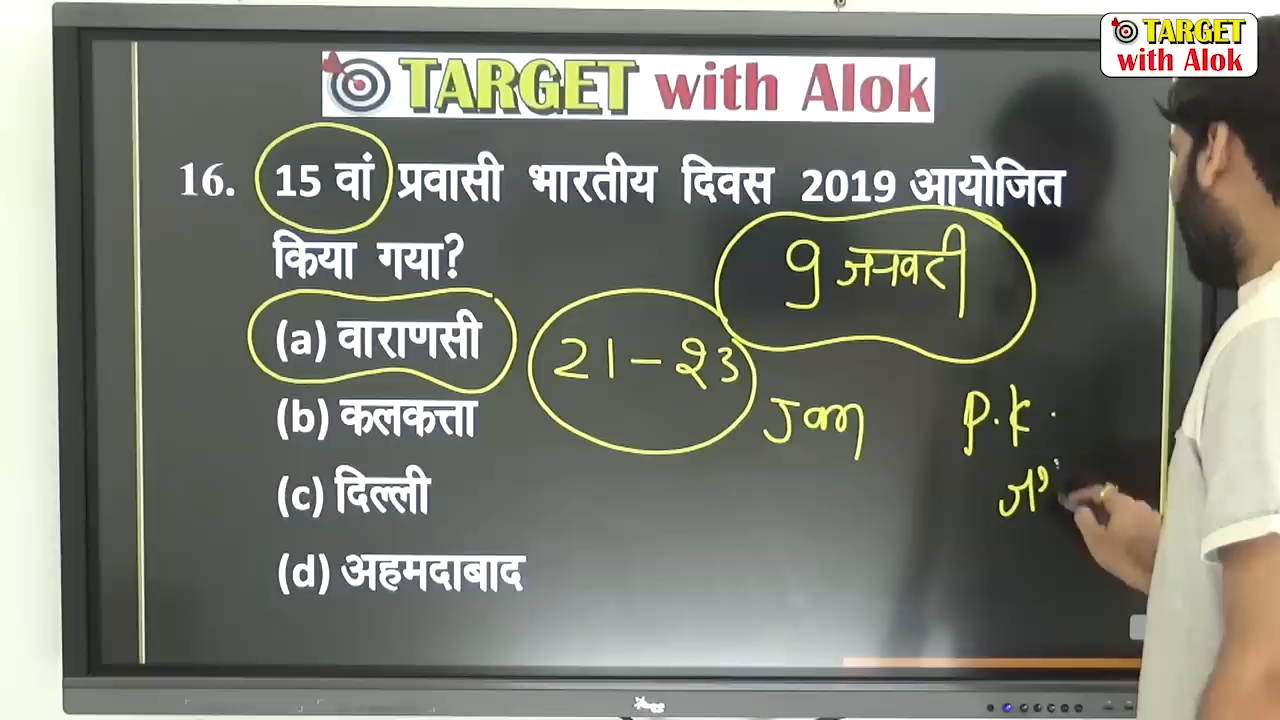 TARGET
with Alok
TARGET with Alok
16. 15 वां प्रवासी भारतीय दिवस 2019 आयोजित
किया गया?
9 जनवरी
(a) वाराणसी
21 - 23
Jan
(b) कलकत्ता
P.K.
(c) दिल्ली
(d) अहमदाबाद